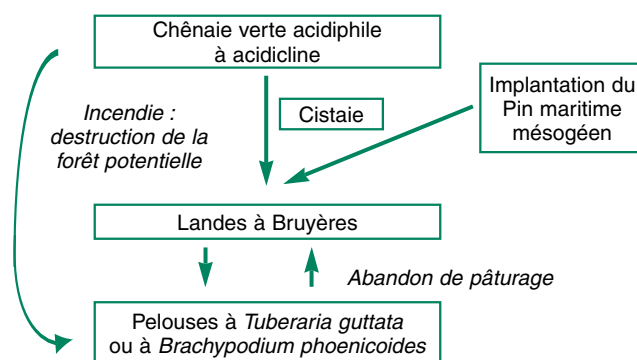 Chênaie verte acidiphile
à acidicline
Incendie :
destruction de la
forêt potentielle
Cistaie
Implantation du
Pin maritime
mésogéen
Landes à Bruyères
Abandon de pâturage
Pelouses à Tuberaria guttata
ou à Brachypodium phoenicoides